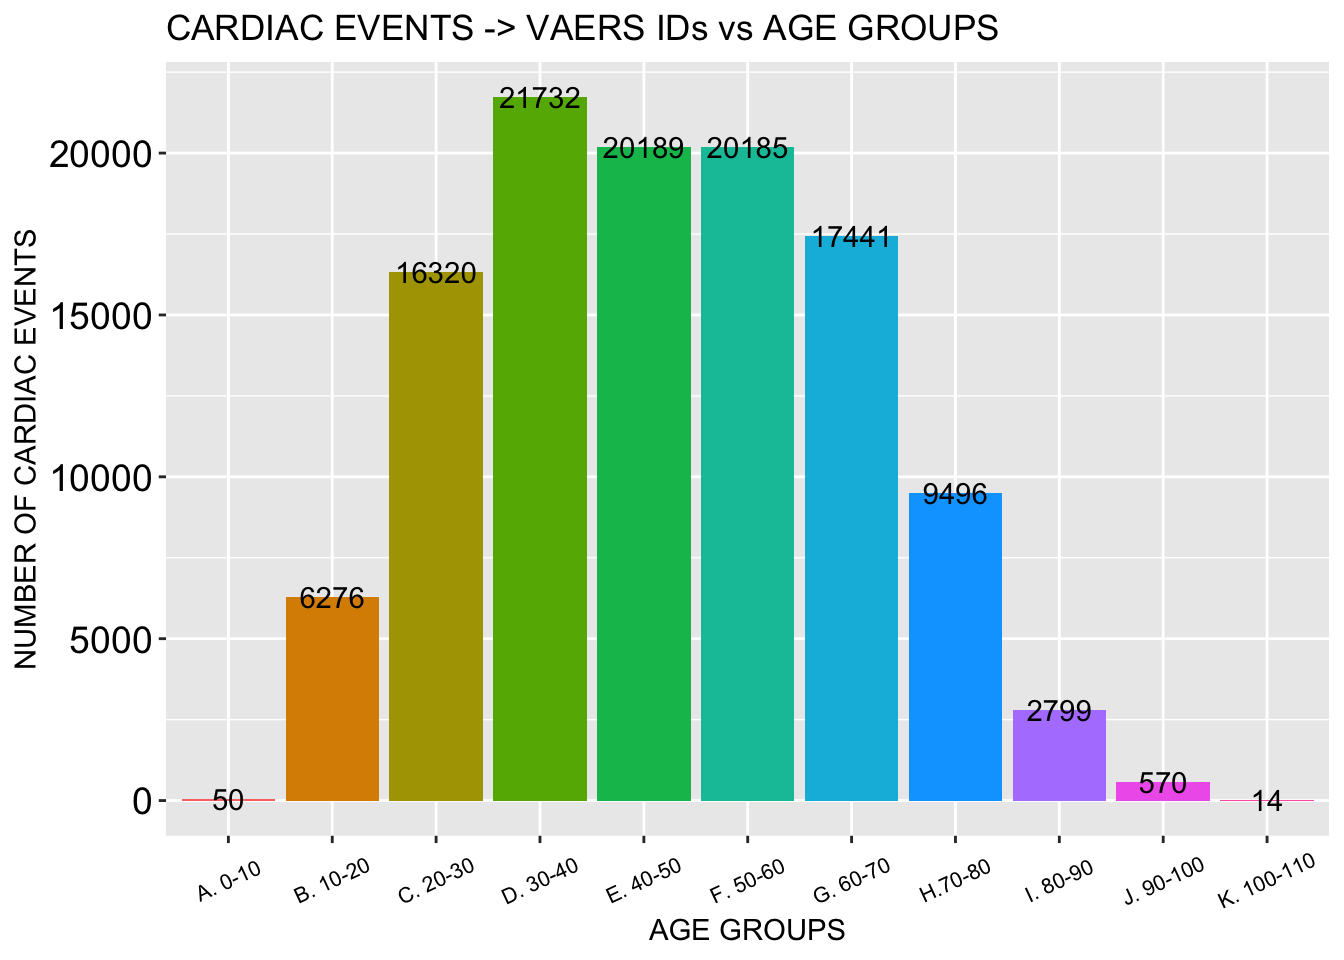 CARDIAC EVENTS -> VAERS IDs vs AGE GROUPS
NUMBER OF CARDIAC EVENTS
20000
15000
10000
5000
0
50
6276
16320
21732
20189
20185
17441
9496
2799
570
14
A. 0-10
B. 10-20
C. 20-30
D. 30-40
E. 40-50
F. 50-60
G. 60-70
H.70-80
I. 80-90
J. 90-100
K. 100-110
AGE GROUPS